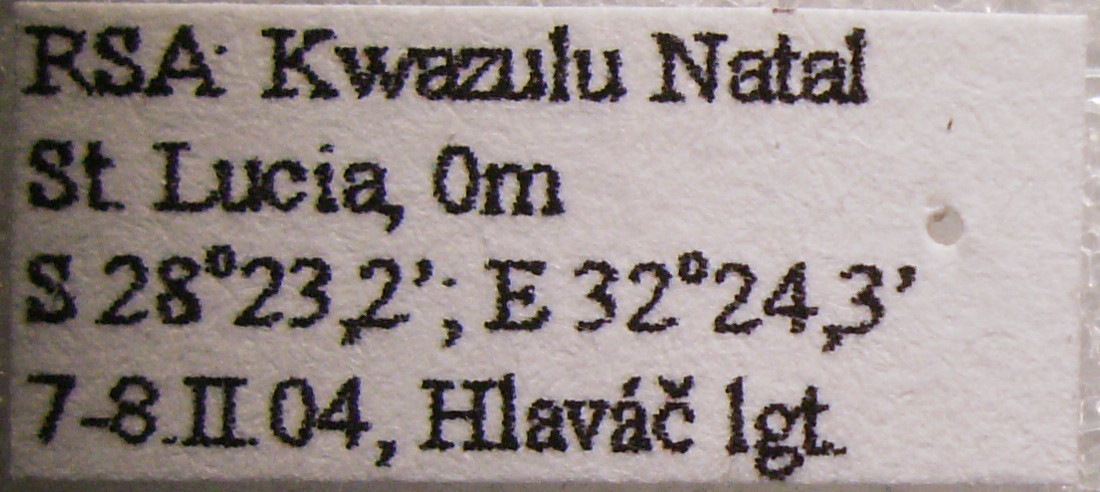 RSA: Kwazulu Natal
St. Lucia, 0m
S 28°23,2’; E 32°24,3’
7-8.II.04, Hlaváč lgt.